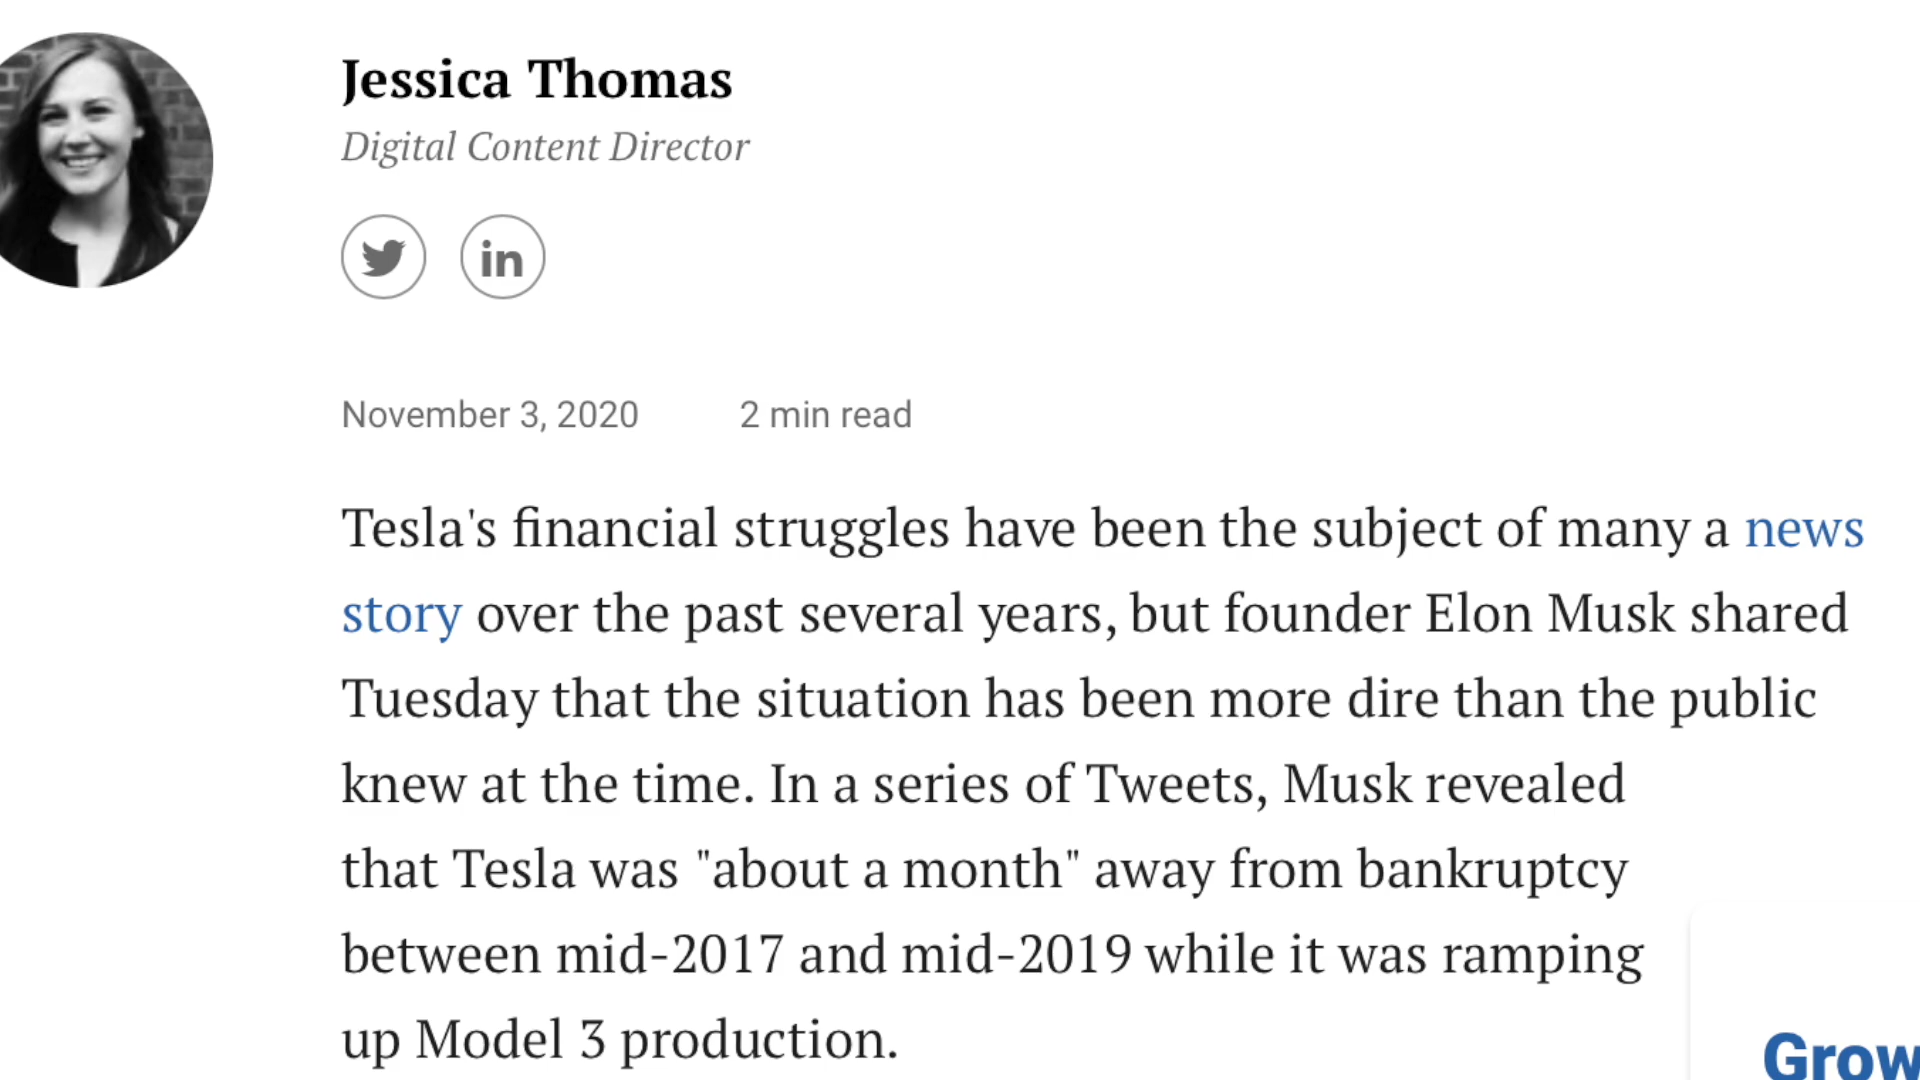 Jessica Thomas
Digital Content Director
in
November 3, 2020 2 min read
Tesla's financial struggles have been the subject of many a news
story over the past several years, but founder Elon Musk shared
Tuesday that the situation has been more dire than the public
knew at the time. In a series of Tweets, Musk revealed
that Tesla was "about a month" away from bankruptcy
between mid-2017 and mid-2019 while it was ramping
up Model 3 production.
Grow